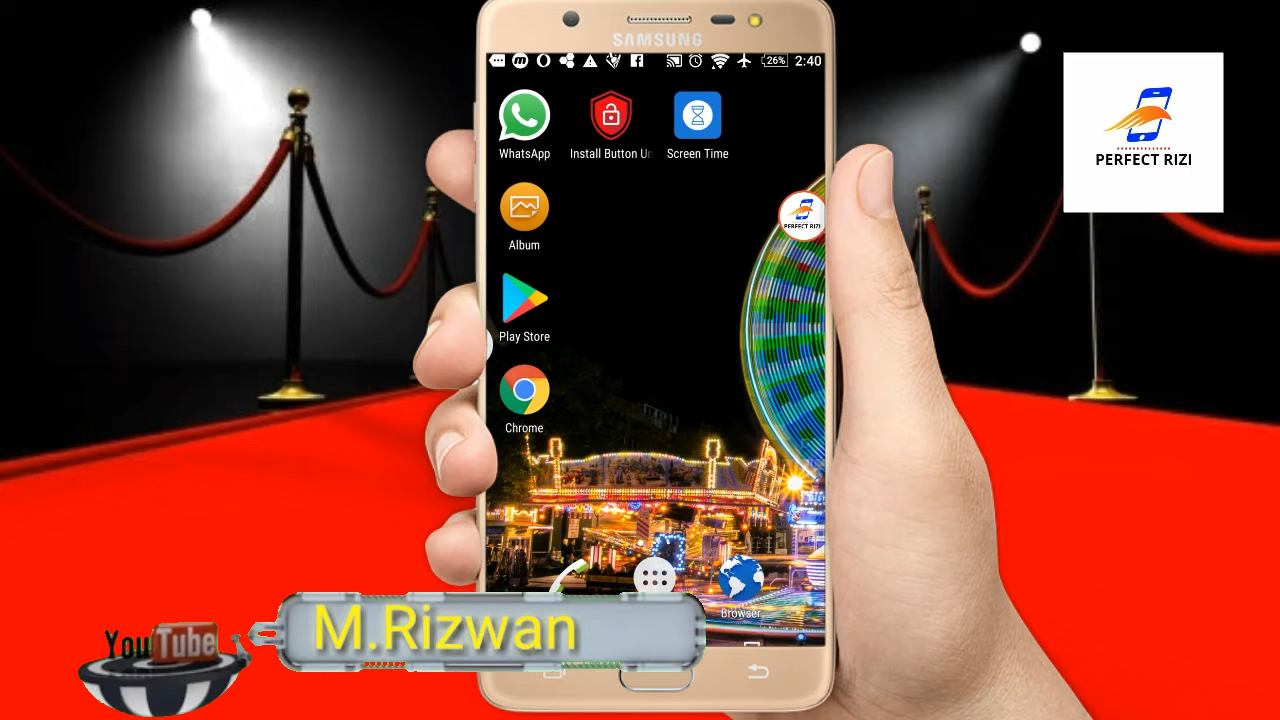 SAMSUNG
26% 2:40
WhatsApp
Install Button Un
Screen Time
Album
PERFECT RIZI
Play Store
Chrome
Browser
PERFECT RIZI
YouTube
M.Rizwan